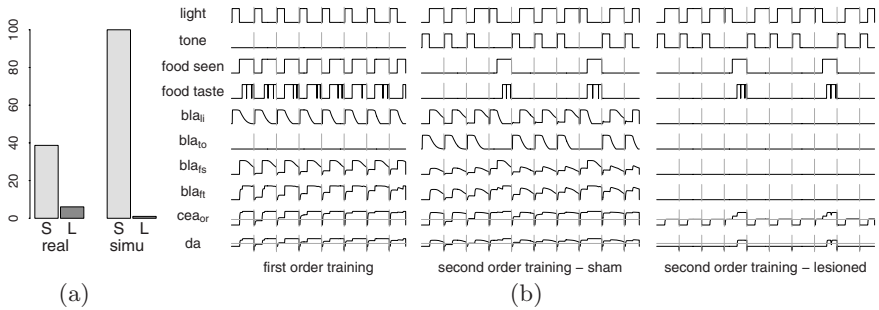 100
80
60
40
20
0
S L S L
real simu
(a)
light
tone
food seen
food taste
bla_li
bla_to
bla_fs
bla_ft
cea_or
da
first order training
second order training − sham
second order training − lesioned
(b)